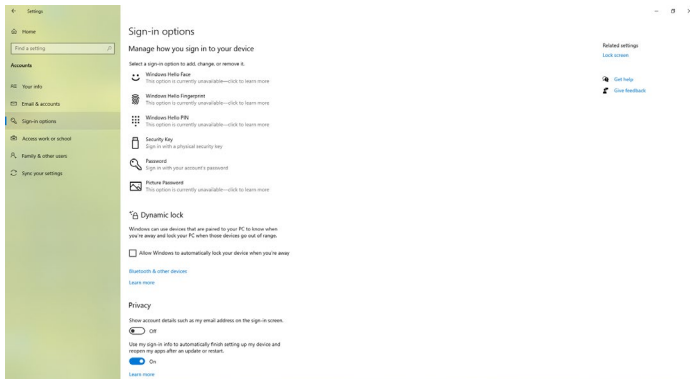 Settings
Home
Find a setting
Accounts
Your info
Email & accounts
Sign-in options
Access work or school
Family & other users
Sync your settings
Sign-in options
Manage how you sign in to your device
Select a sign-in option to add, change, or remove it.
Windows Hello Face
This option is currently unavailable—click to learn more
Windows Hello Fingerprint
This option is currently unavailable—click to learn more
Windows Hello PIN
This option is currently unavailable—click to learn more
Security Key
Sign in with a physical security key
Password
Sign in with your account's password
Picture Password
This option is currently unavailable—click to learn more
Dynamic lock
Windows can use devices that are paired to your PC to know when
you're away and lock your PC when those devices go out of range.
Allow Windows to automatically lock your device when you're away
Bluetooth & other devices
Learn more
Privacy
Show account details such as my email address on the sign-in screen.
Off
Use my sign-in info to automatically finish setting up my device and
reopen my apps after an update or restart.
On
Learn more
Related settings
Lock screen
Get help
Give feedback